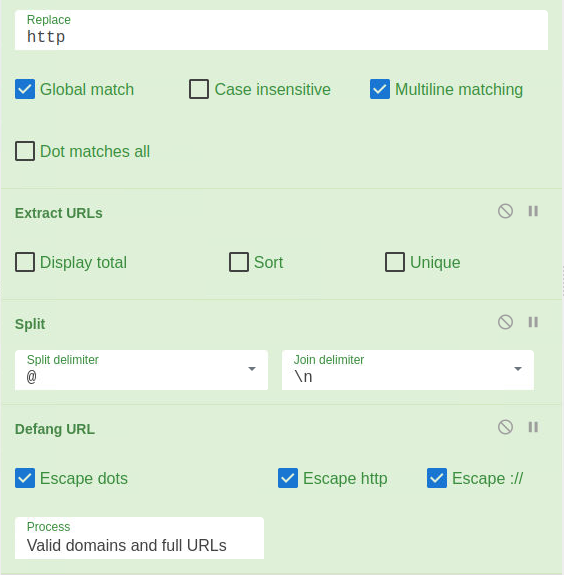 Replace
http
Global match Case insensitive Multiline matching
Dot matches all
Extract URLs
Display total Sort Unique
Split
Split delimiter Join delimiter
@ \n
Defang URL
Escape dots Escape http Escape ://
Process
Valid domains and full URLs